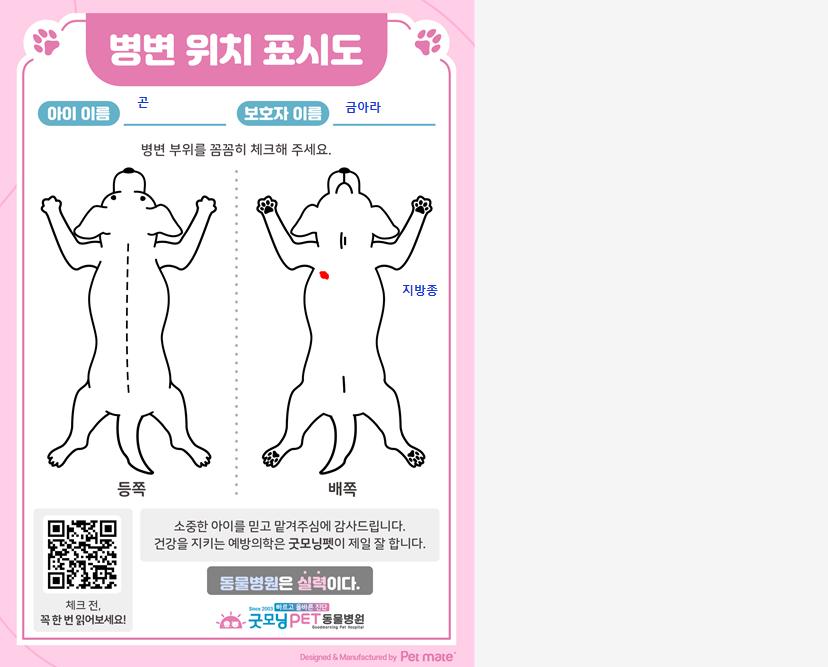 병변 위치 표시도
아이 이름 곤 보호자 이름 금아라
병변 부위를 꼼꼼히 체크해 주세요.
지방종
등쪽 배쪽
소중한 아이를 믿고 맡겨주심에 감사드립니다.
건강을 지키는 예방의학은 굿모닝펫이 제일 잘 합니다.
체크 전,
꼭 한 번 읽어보세요!
동물병원은 실력이다.
Since 2003 빠르고 올바른 진단
굿모닝PET동물병원
Goodmorning Pet Hospital
Designed & Manufactured by Pet mate